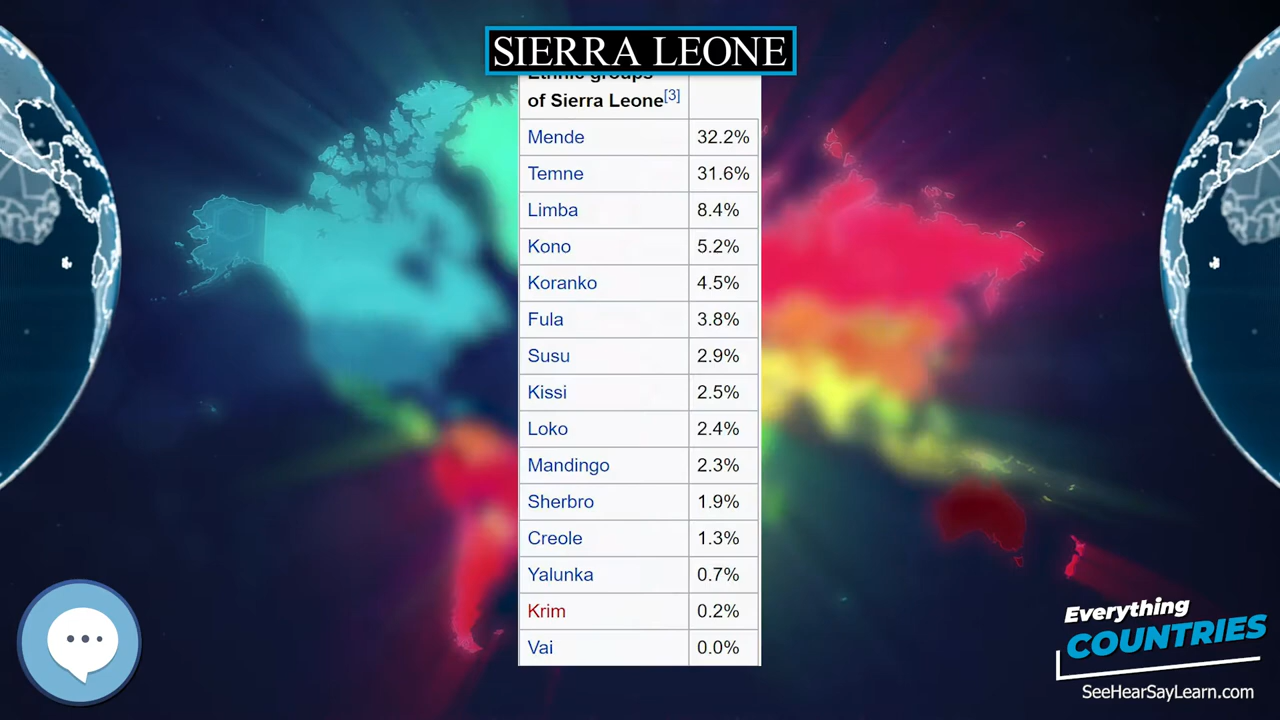 SIERRA LEONE
Ethnic groups
of Sierra Leone[3]
Mende 32.2%
Temne 31.6%
Limba 8.4%
Kono 5.2%
Koranko 4.5%
Fula 3.8%
Susu 2.9%
Kissi 2.5%
Loko 2.4%
Mandingo 2.3%
Sherbro 1.9%
Creole 1.3%
Yalunka 0.7%
Krim 0.2%
Vai 0.0%
Everything
COUNTRIES
SeeHearSayLearn.com